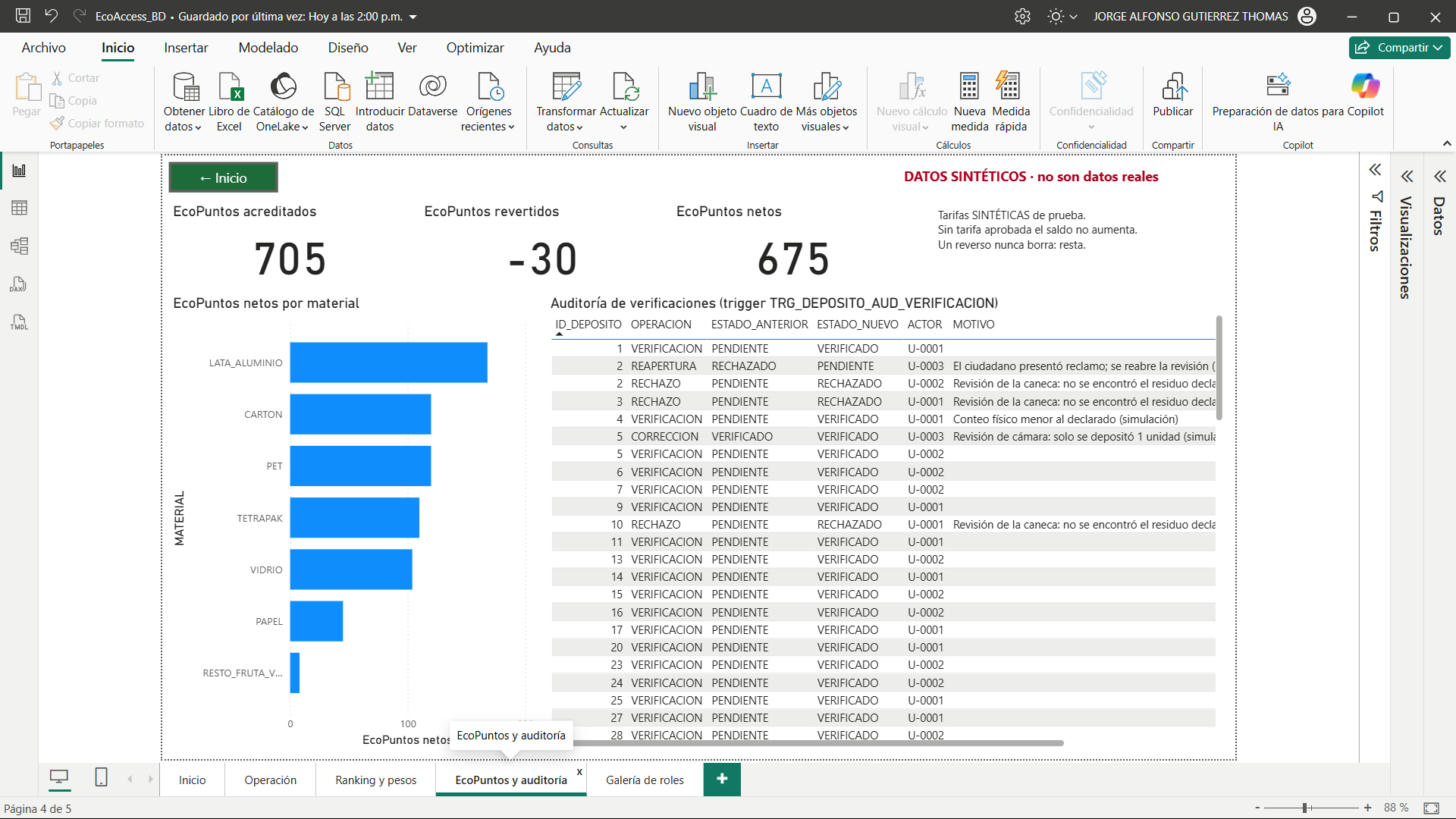 EcoAccess_BD • Guardado por última vez: Hoy a las 2:00 p.m.
JORGE ALFONSO GUTIERREZ THOMAS
Archivo Inicio Insertar Modelado Diseño Ver Optimizar Ayuda
Compartir
Pegar
Cortar
Copia
Copiar formato
Portapapeles
Obtener datos
Libro de Excel
Catálogo de OneLake
SQL Server
Introducir datos
Dataverse
Orígenes recientes
Datos
Transformar datos
Actualizar
Consultas
Nuevo objeto visual
Cuadro de texto
Más objetos visuales
Insertar
Nuevo cálculo visual
Nueva medida
Medida rápida
Cálculos
Confidencialidad
Confidencialidad
Publicar
Compartir
Preparación de datos para IA
Copilot
Copilot
DAX
TMDL
← Inicio
DATOS SINTÉTICOS · no son datos reales
EcoPuntos acreditados
705
EcoPuntos revertidos
-30
EcoPuntos netos
675
Tarifas SINTÉTICAS de prueba.
Sin tarifa aprobada el saldo no aumenta.
Un reverso nunca borra: resta.
EcoPuntos netos por material
MATERIAL
LATA_ALUMINIO
CARTON
PET
TETRAPAK
VIDRIO
PAPEL
RESTO_FRUTA_V...
0 100
EcoPuntos netos
EcoPuntos y auditoría
Auditoría de verificaciones (trigger TRG_DEPOSITO_AUD_VERIFICACION)
ID_DEPOSITO OPERACION ESTADO_ANTERIOR ESTADO_NUEVO ACTOR MOTIVO
1 VERIFICACION PENDIENTE VERIFICADO U-0001
2 REAPERTURA RECHAZADO PENDIENTE U-0003 El ciudadano presentó reclamo; se reabre la revisión (
2 RECHAZO PENDIENTE RECHAZADO U-0002 Revisión de la caneca: no se encontró el residuo decla
3 RECHAZO PENDIENTE RECHAZADO U-0001 Revisión de la caneca: no se encontró el residuo decla
4 VERIFICACION PENDIENTE VERIFICADO U-0001 Conteo físico menor al declarado (simulación)
5 CORRECCION VERIFICADO VERIFICADO U-0003 Revisión de cámara: solo se depositó 1 unidad (simula
5 VERIFICACION PENDIENTE VERIFICADO U-0002
6 VERIFICACION PENDIENTE VERIFICADO U-0002
7 VERIFICACION PENDIENTE VERIFICADO U-0002
9 VERIFICACION PENDIENTE VERIFICADO U-0001
10 RECHAZO PENDIENTE RECHAZADO U-0001 Revisión de la caneca: no se encontró el residuo decla
11 VERIFICACION PENDIENTE VERIFICADO U-0001
13 VERIFICACION PENDIENTE VERIFICADO U-0002
14 VERIFICACION PENDIENTE VERIFICADO U-0001
15 VERIFICACION PENDIENTE VERIFICADO U-0002
16 VERIFICACION PENDIENTE VERIFICADO U-0002
17 VERIFICACION PENDIENTE VERIFICADO U-0001
20 VERIFICACION PENDIENTE VERIFICADO U-0001
23 VERIFICACION PENDIENTE VERIFICADO U-0002
24 VERIFICACION PENDIENTE VERIFICADO U-0002
25 VERIFICACION PENDIENTE VERIFICADO U-0001
27 VERIFICACION PENDIENTE VERIFICADO U-0001
28 VERIFICACION PENDIENTE VERIFICADO U-0002
Filtros
Visualizaciones
Datos
Inicio Operación Ranking y pesos EcoPuntos y auditoría x Galería de roles +
Página 4 de 5
- + 88 %